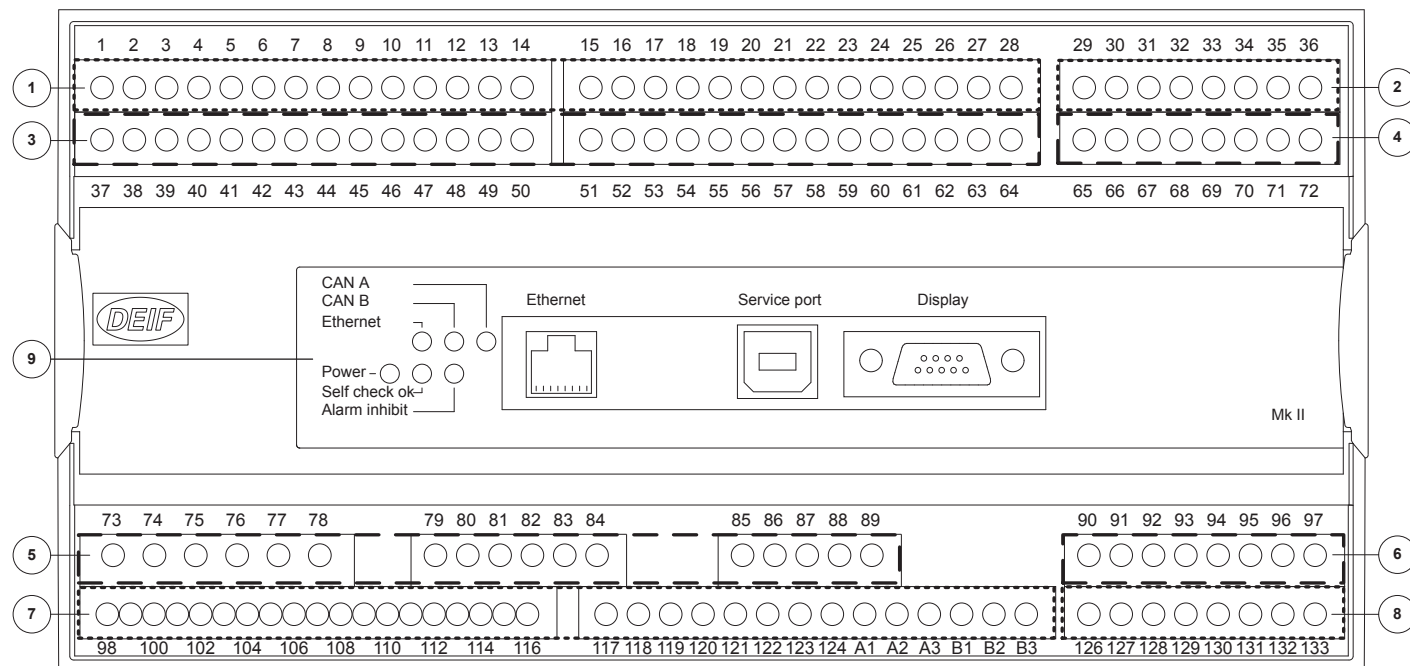 1 2 3 4 5 6 7 8 9 10 11 12 13 14 15 16 17 18 19 20 21 22 23 24 25 26 27 28 29 30 31 32 33 34 35 36
1 2
3 4
37 38 39 40 41 42 43 44 45 46 47 48 49 50 51 52 53 54 55 56 57 58 59 60 61 62 63 64 65 66 67 68 69 70 71 72
CAN A
CAN B
Ethernet
Ethernet Service port Display
DEIF
9
Power
Self check ok
Alarm inhibit
Mk II
73 74 75 76 77 78 79 80 81 82 83 84 85 86 87 88 89 90 91 92 93 94 95 96 97
5 6
7 8
98 100 102 104 106 108 110 112 114 116 117 118 119 120 121 122 123 124 A1 A2 A3 B1 B2 B3 126 127 128 129 130 131 132 133